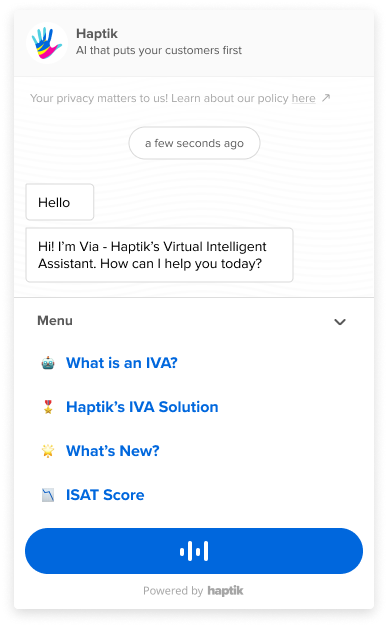 Haptik
AI that puts your customers first
Your privacy matters to us! Learn about our policy here ↗
a few seconds ago
Hello
Hi! I'm Via - Haptik's Virtual Intelligent
Assistant. How can I help you today?
Menu
What is an IVA?
Haptik's IVA Solution
What's New?
ISAT Score
Powered by haptik